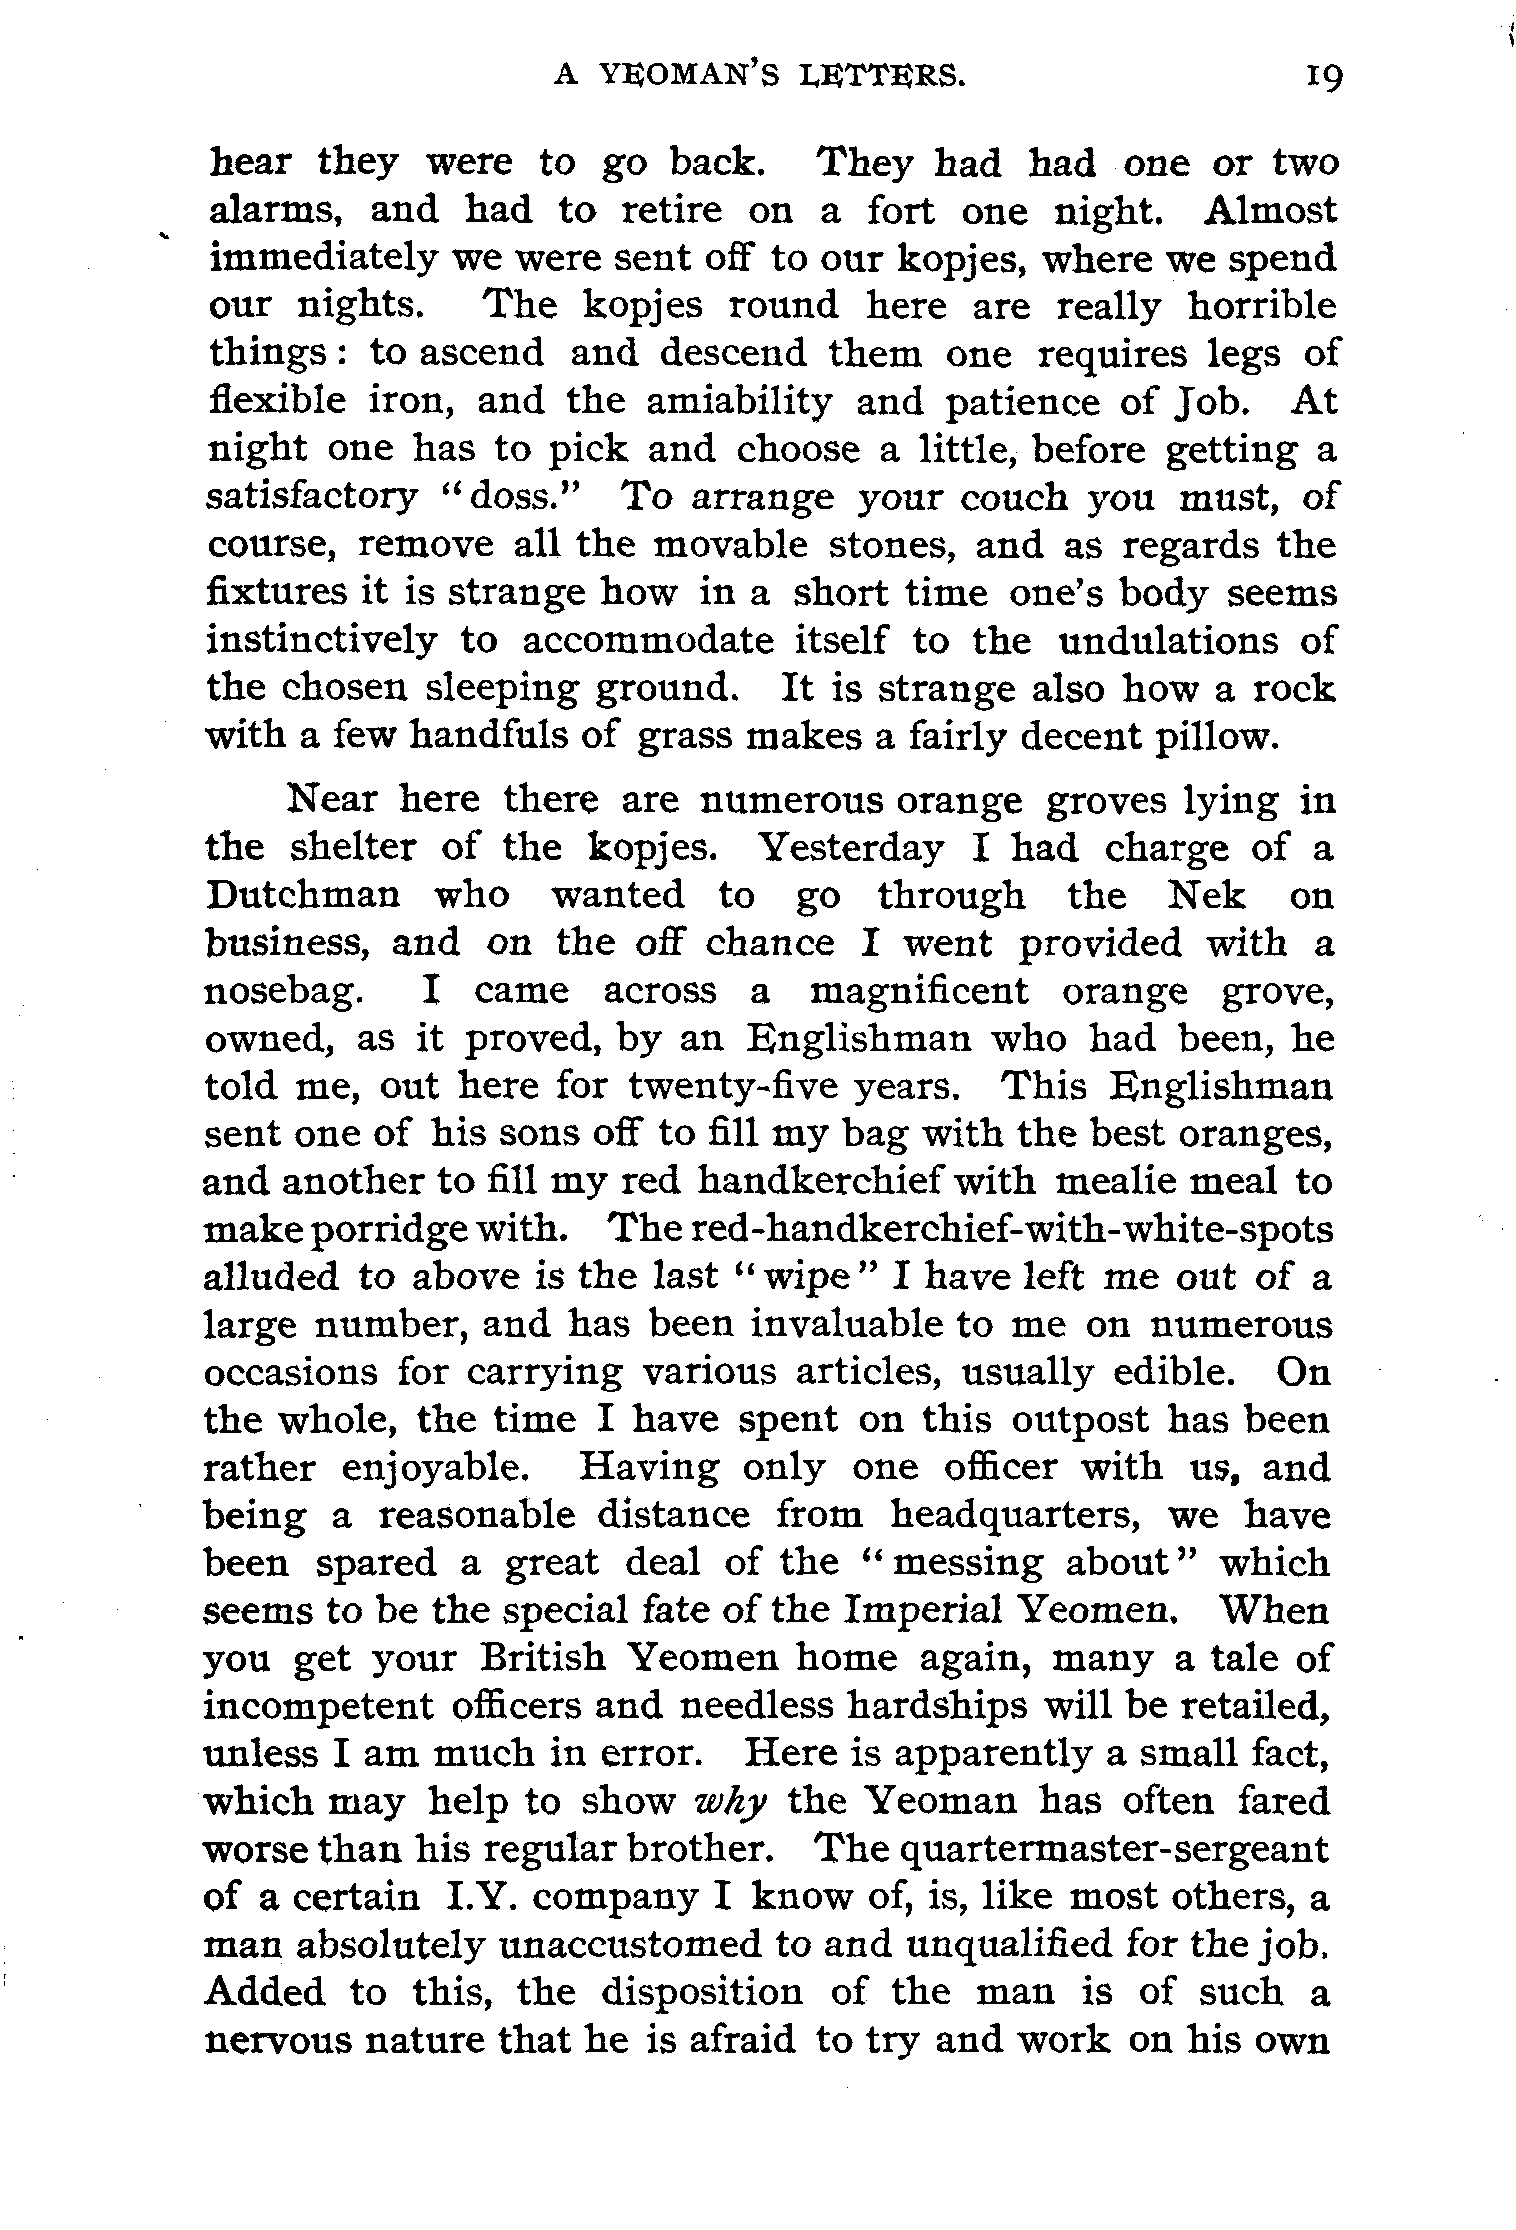 A YEOMAN'S LETTERS. 19
hear they were to go back. They had had one or two
alarms, and had to retire on a fort one night. Almost
immediately we were sent off to our kopjes, where we spend
our nights. The kopjes round here are really horrible
things: to ascend and descend them one requires legs of
flexible iron, and the amiability and patience of Job. At
night one has to pick and choose a little, before getting a
satisfactory "doss." To arrange your couch you must, of
course, remove all the movable stones, and as regards the
fixtures it is strange how in a short time one's body seems
instinctively to accommodate itself to the undulations of
the chosen sleeping ground. It is strange also how a rock
with a few handfuls of grass makes a fairly decent pillow.
Near here there are numerous orange groves lying in
the shelter of the kopjes. Yesterday I had charge of a
Dutchman who wanted to go through the Nek on
business, and on the off chance I went provided with a
nosebag. I came across a magnificent orange grove,
owned, as it proved, by an Englishman who had been, he
told me, out here for twenty-five years. This Englishman
sent one of his sons off to fill my bag with the best oranges,
and another to fill my red handkerchief with mealie meal to
make porridge with. The red-handkerchief-with-white-spots
alluded to above is the last "wipe" I have left me out of a
large number, and has been invaluable to me on numerous
occasions for carrying various articles, usually edible. On
the whole, the time I have spent on this outpost has been
rather enjoyable. Having only one officer with us, and
being a reasonable distance from headquarters, we have
been spared a great deal of the "messing about" which
seems to be the special fate of the Imperial Yeomen. When
you get your British Yeomen home again, many a tale of
incompetent officers and needless hardships will be retailed,
unless I am much in error. Here is apparently a small fact,
which may help to show why the Yeoman has often fared
worse than his regular brother. The quartermaster-sergeant
of a certain I.Y. company I know of, is, like most others, a
man absolutely unaccustomed to and unqualified for the job.
Added to this, the disposition of the man is of such a
nervous nature that he is afraid to try and work on his own